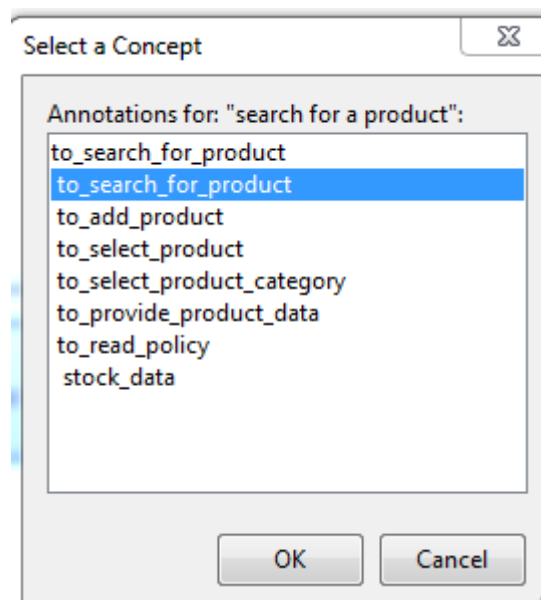 Select a Concept
Annotations for: "search for a product":
to_search_for_product
to_search_for_product
to_add_product
to_select_product
to_select_product_category
to_provide_product_data
to_read_policy
stock_data
OK Cancel